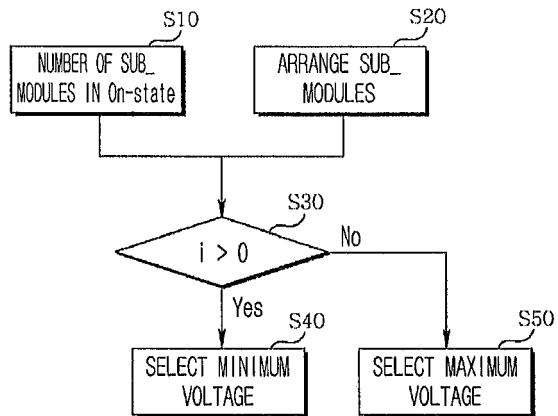 S10
NUMBER OF SUB_
MODULES IN On-state
S20
ARRANGE SUB_
MODULES
S30
i > 0
No
Yes
S40
SELECT MINIMUM
VOLTAGE
S50
SELECT MAXIMUM
VOLTAGE